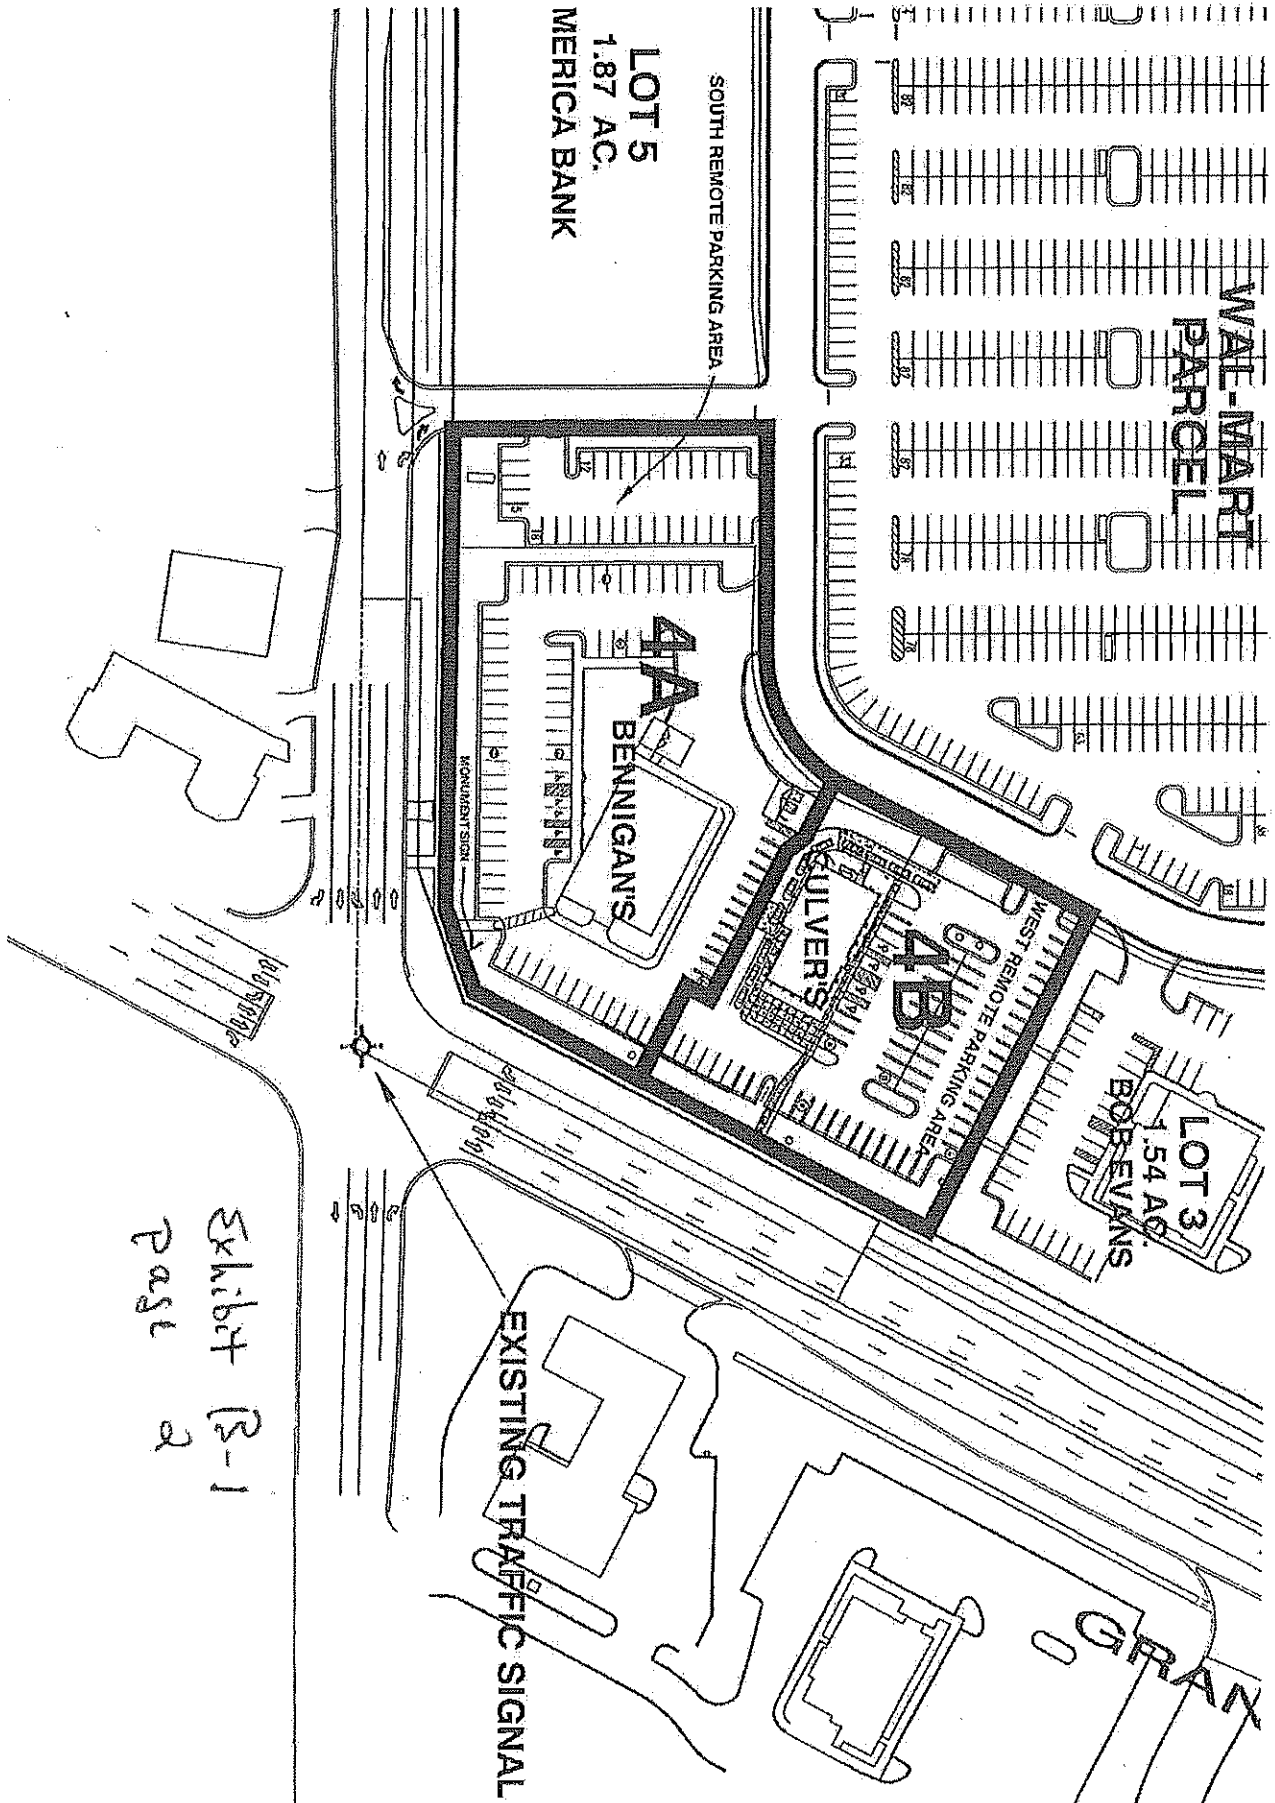 WAL-MART
PARCEL
LOT 5
1.87 AC.
MERICA BANK
SOUTH REMOTE PARKING AREA
4A
BENNIGAN'S
MONUMENT SIGN
CULVER'S
4B
WEST REMOTE PARKING AREA
LOT 3
1.54 AC.
BOB EVANS
EXISTING TRAFFIC SIGNAL
GRAN
Exhibit B-1
Page 2